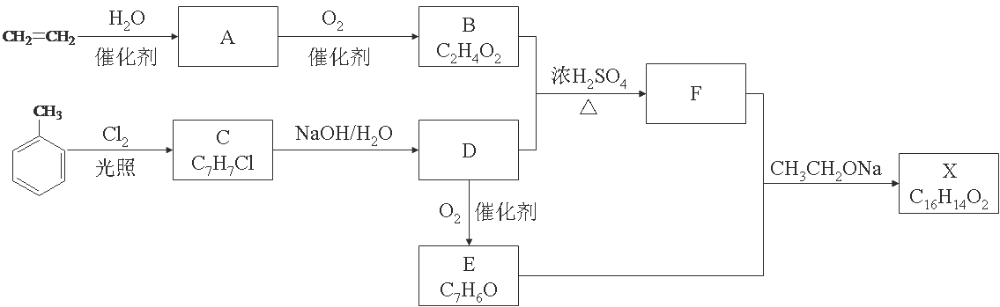 CH₂=CH₂
H₂O
催化剂
A
O₂
催化剂
B
C₂H₄O₂
浓H₂SO₄
△
F
CH₃
Cl₂
光照
C
C₇H₇Cl
NaOH/H₂O
D
O₂ 催化剂
E
C₇H₆O
CH₃CH₂ONa
X
C₁₆H₁₄O₂